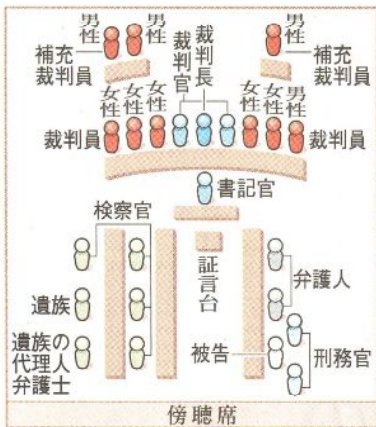 男性
男性
男性
補充
裁判員
裁判官
裁判長
補充
裁判員
女性
女性
女性
女性
女性
男性
裁判員
裁判員
書記官
検察官
証言台
弁護人
遺族
遺族の
代理人
弁護士
被告
刑務官
傍聴席